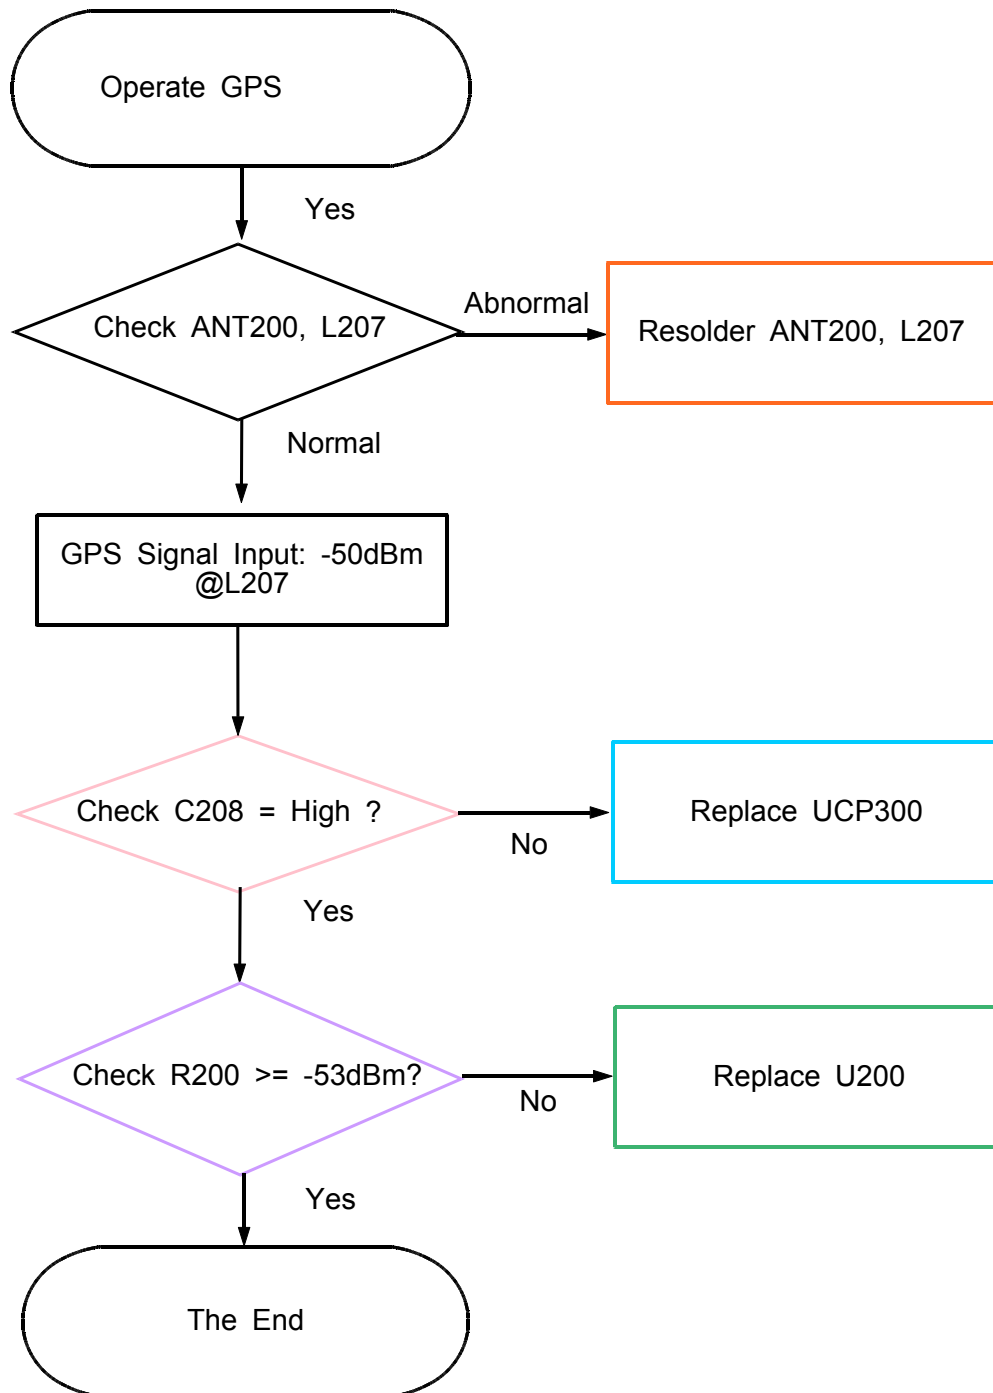 Operate GPS
Yes
Check ANT200, L207
Abnormal
Resolder ANT200, L207
Normal
GPS Signal Input: -50dBm
@L207
Check C208 = High ?
No
Replace UCP300
Yes
Check R200 >= -53dBm?
No
Replace U200
Yes
The End